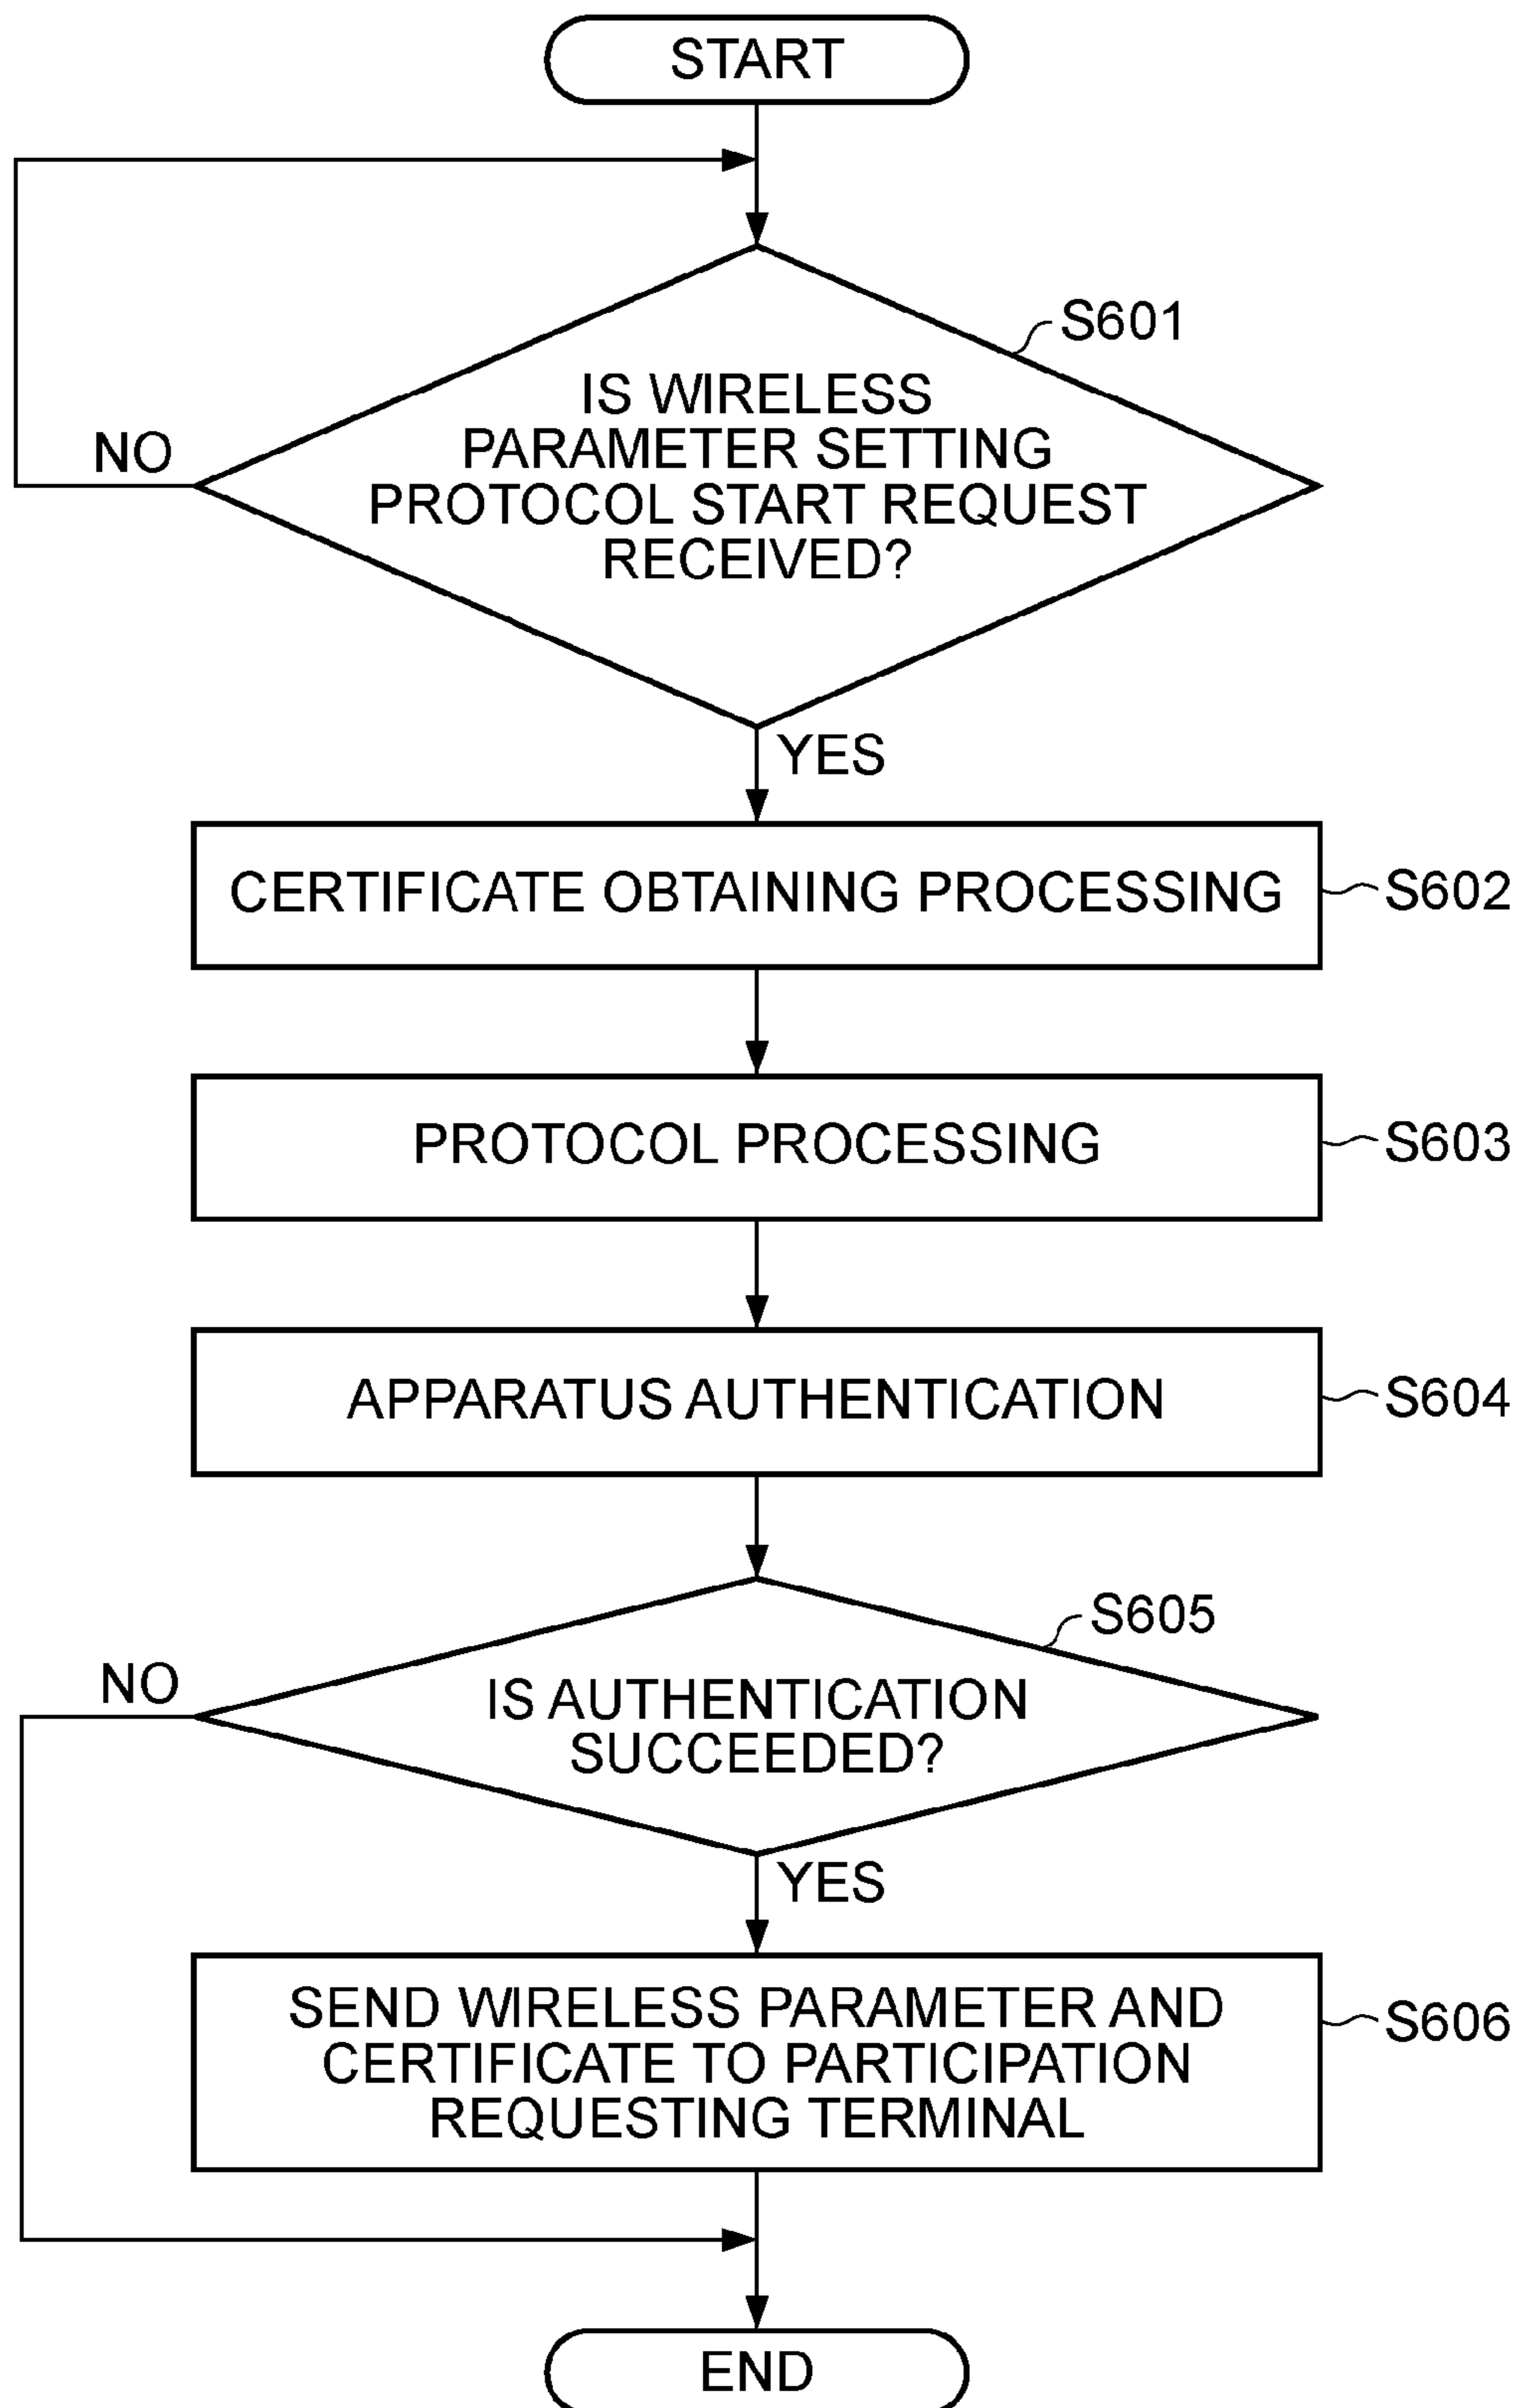 START
S601
IS WIRELESS
PARAMETER SETTING
PROTOCOL START REQUEST
RECEIVED?
NO
YES
CERTIFICATE OBTAINING PROCESSING
S602
PROTOCOL PROCESSING
S603
APPARATUS AUTHENTICATION
S604
S605
IS AUTHENTICATION
SUCCEEDED?
NO
YES
SEND WIRELESS PARAMETER AND
CERTIFICATE TO PARTICIPATION
REQUESTING TERMINAL
S606
END